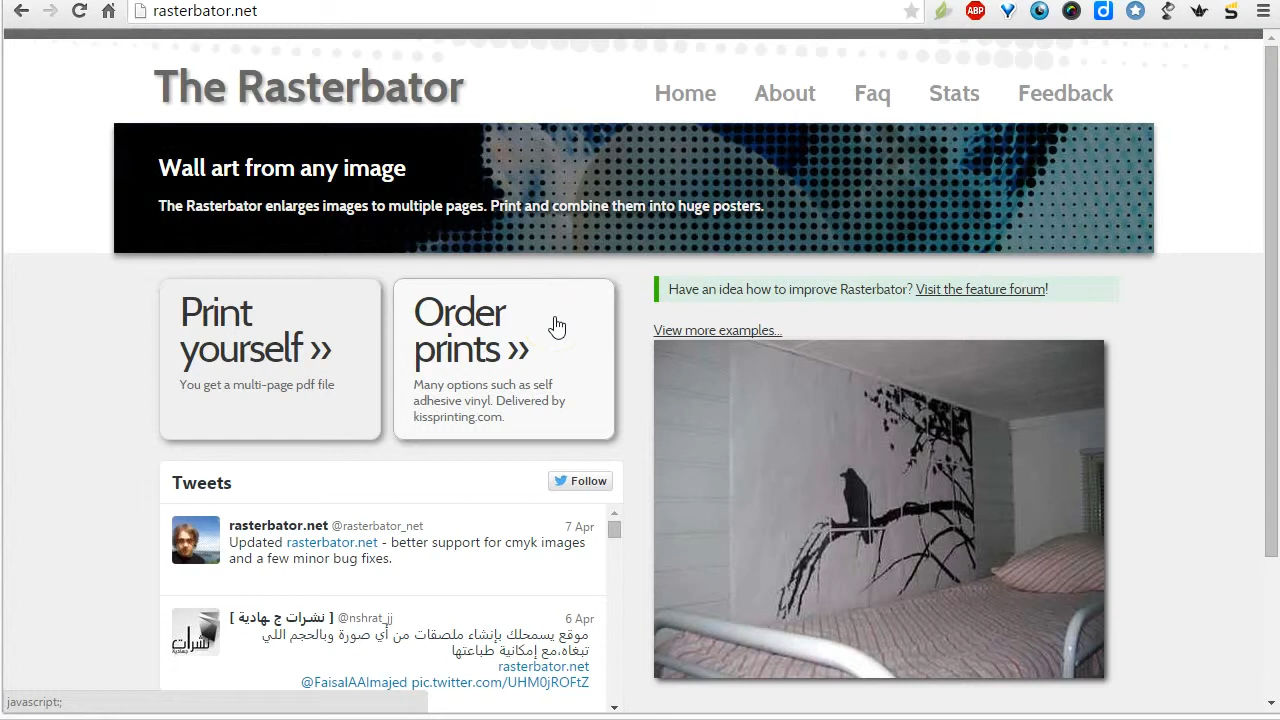 rasterbator.net
ABP
The Rasterbator
Home About Faq Stats Feedback
Wall art from any image
The Rasterbator enlarges images to multiple pages. Print and combine them into huge posters.
Print
yourself »
You get a multi-page pdf file
Order
prints »
Many options such as self
adhesive vinyl. Delivered by
kissprinting.com.
Have an idea how to improve Rasterbator? Visit the feature forum!
View more examples...
Tweets
Follow
rasterbator.net @rasterbator_net 7 Apr
Updated rasterbator.net - better support for cmyk images
and a few minor bug fixes.
[ نشرات ج ـهادية ] @nshrat_jj 6 Apr
موقع يسمحلك بإنشاء ملصقات من أي صورة وبالحجم اللي
تبغاه،مع إمكانية طباعتها
rasterbator.net
@FaisalAAlmajed pic.twitter.com/UHM0jROFtZ
javascript:;